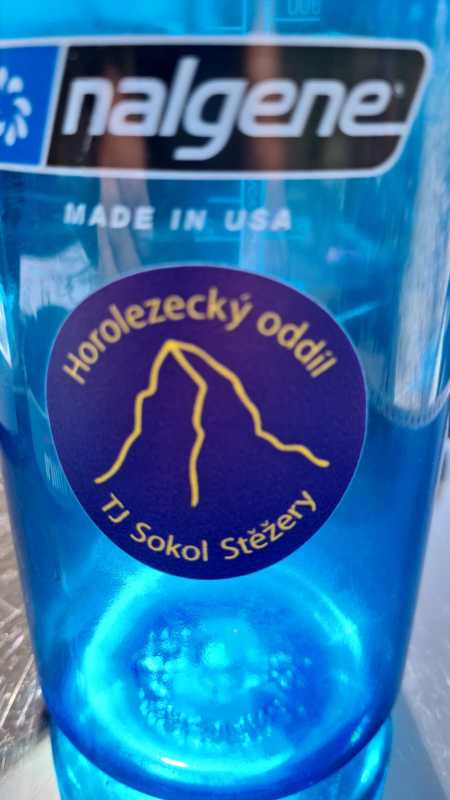 nalgene
MADE IN USA
Horolezecký oddíl
TJ Sokol Stěžery